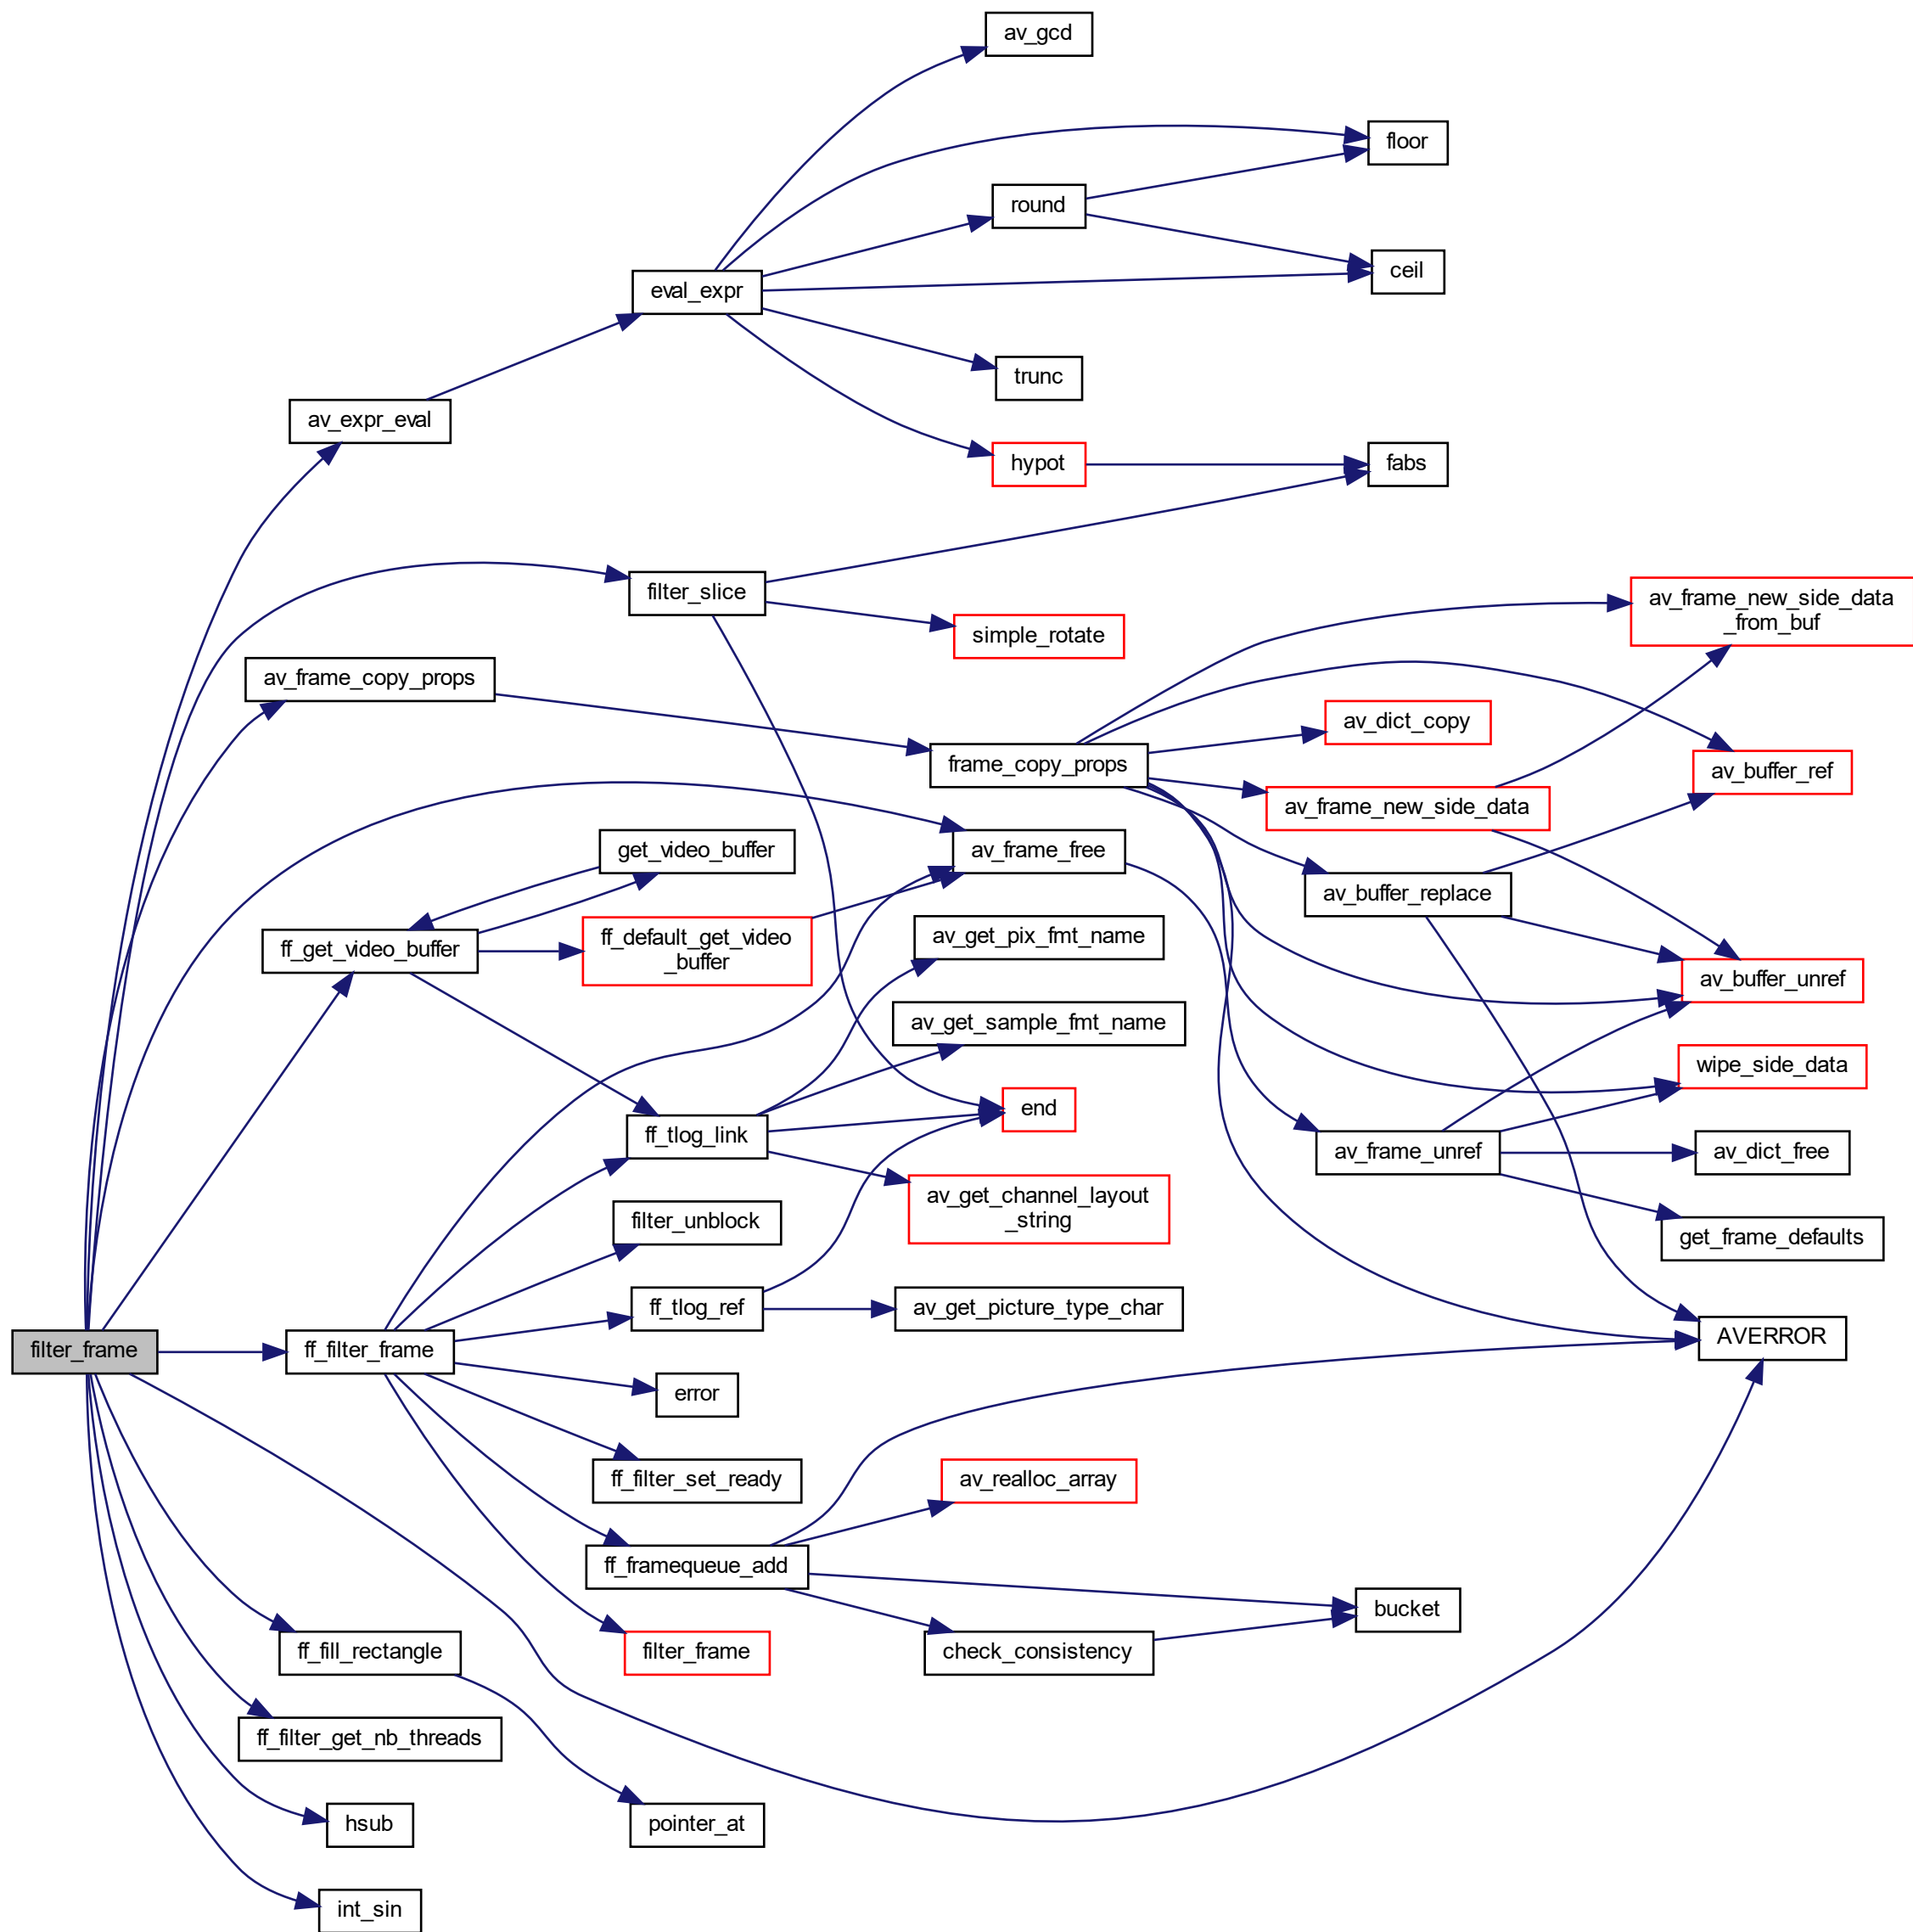 av_gcd
floor
round
ceil
eval_expr
trunc
av_expr_eval
hypot
fabs
filter_slice
simple_rotate
av_frame_new_side_data
_from_buf
av_frame_copy_props
av_dict_copy
frame_copy_props
av_buffer_ref
av_frame_new_side_data
get_video_buffer
av_frame_free
av_buffer_replace
ff_get_video_buffer
ff_default_get_video
_buffer
av_get_pix_fmt_name
av_buffer_unref
av_get_sample_fmt_name
wipe_side_data
end
ff_tlog_link
av_frame_unref
av_dict_free
av_get_channel_layout
_string
filter_unblock
get_frame_defaults
ff_tlog_ref
av_get_picture_type_char
AVERROR
filter_frame
ff_filter_frame
error
ff_filter_set_ready
av_realloc_array
ff_framequeue_add
bucket
ff_fill_rectangle
filter_frame
check_consistency
ff_filter_get_nb_threads
hsub
pointer_at
int_sin